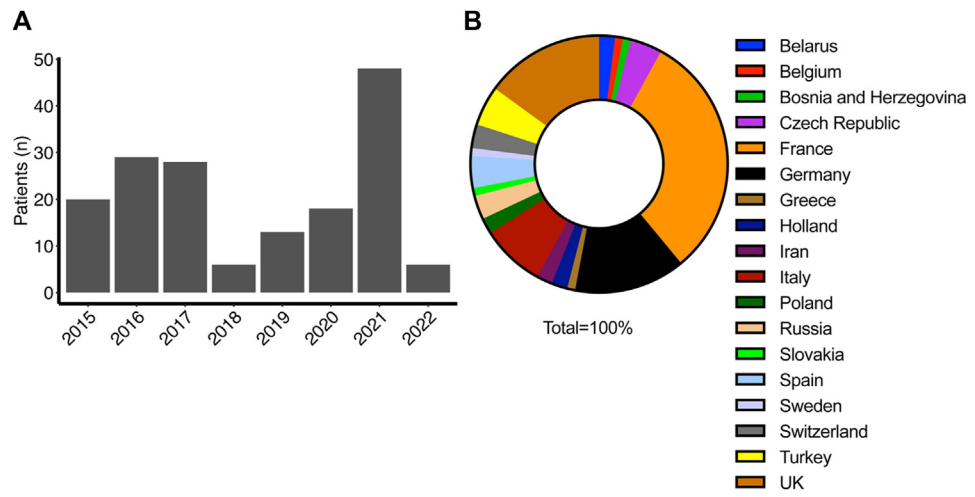 A
B
50
40
30
20
10
0
Patients (n)
2015
2016
2017
2018
2019
2020
2021
2022
Total=100%
Belarus
Belgium
Bosnia and Herzegovina
Czech Republic
France
Germany
Greece
Holland
Iran
Italy
Poland
Russia
Slovakia
Spain
Sweden
Switzerland
Turkey
UK